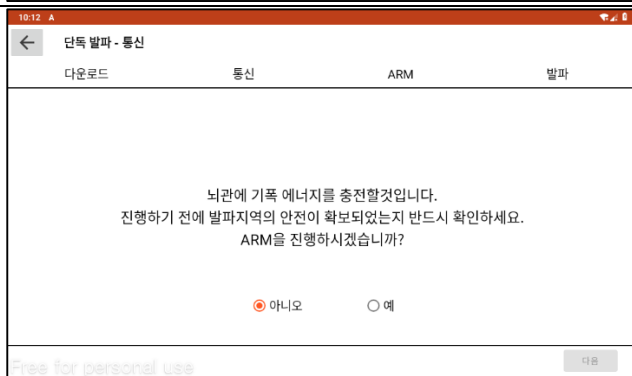 10:12 A
단독 발파 - 통신
다운로드 통신 ARM 발파
뇌관에 기폭 에너지를 충전할것입니다.
진행하기 전에 발파지역의 안전이 확보되었는지 반드시 확인하세요.
ARM을 진행하시겠습니까?
아니오 예
Free for personal use 다음